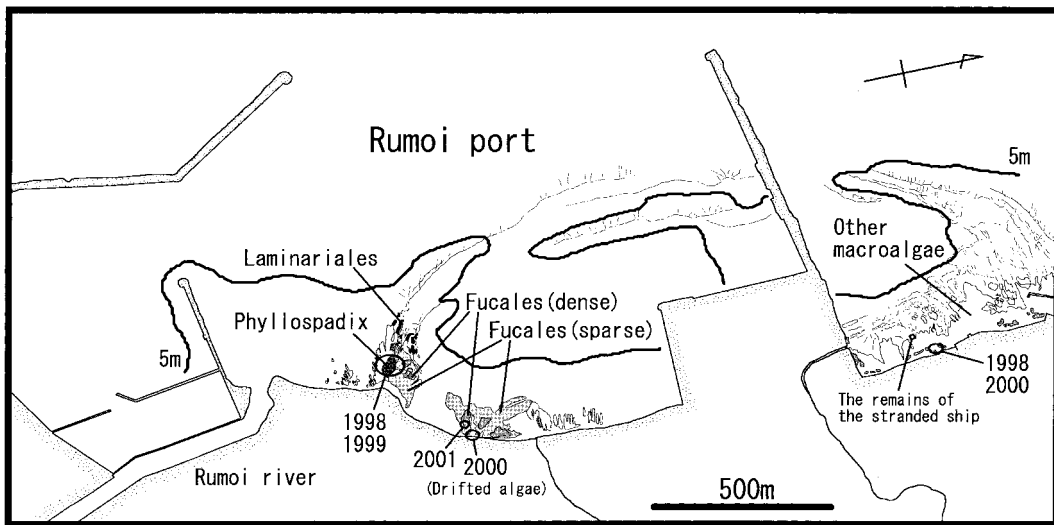 Rumoi port
5m
Other
macroalgae
Laminariales
Fucales(dense)
Phyllospadix
Fucales(sparse)
5m
1998
2000
The remains of
the stranded ship
1998
1999
2001
2000
(Drifted algae)
Rumoi river
500m